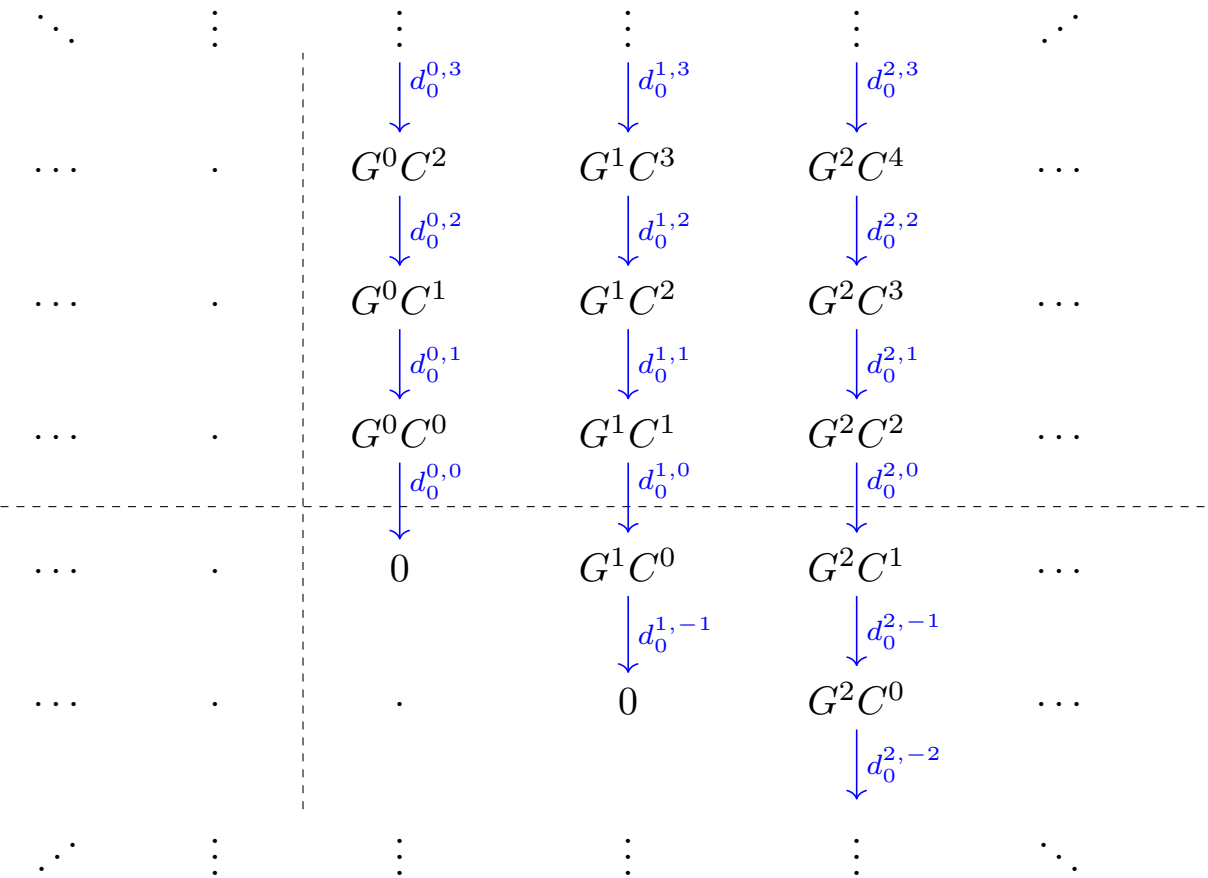 ⋱ ⋮ ⋮ ⋮ ⋮ ⋰
d_0^{0,3} d_0^{1,3} d_0^{2,3}
⋯ · G^0C^2 G^1C^3 G^2C^4 ⋯
d_0^{0,2} d_0^{1,2} d_0^{2,2}
⋯ · G^0C^1 G^1C^2 G^2C^3 ⋯
d_0^{0,1} d_0^{1,1} d_0^{2,1}
⋯ · G^0C^0 G^1C^1 G^2C^2 ⋯
d_0^{0,0} d_0^{1,0} d_0^{2,0}
⋯ · 0 G^1C^0 G^2C^1 ⋯
d_0^{1,−1} d_0^{2,−1}
⋯ · · 0 G^2C^0 ⋯
d_0^{2,−2}
⋰ ⋮ ⋮ ⋮ ⋮ ⋱